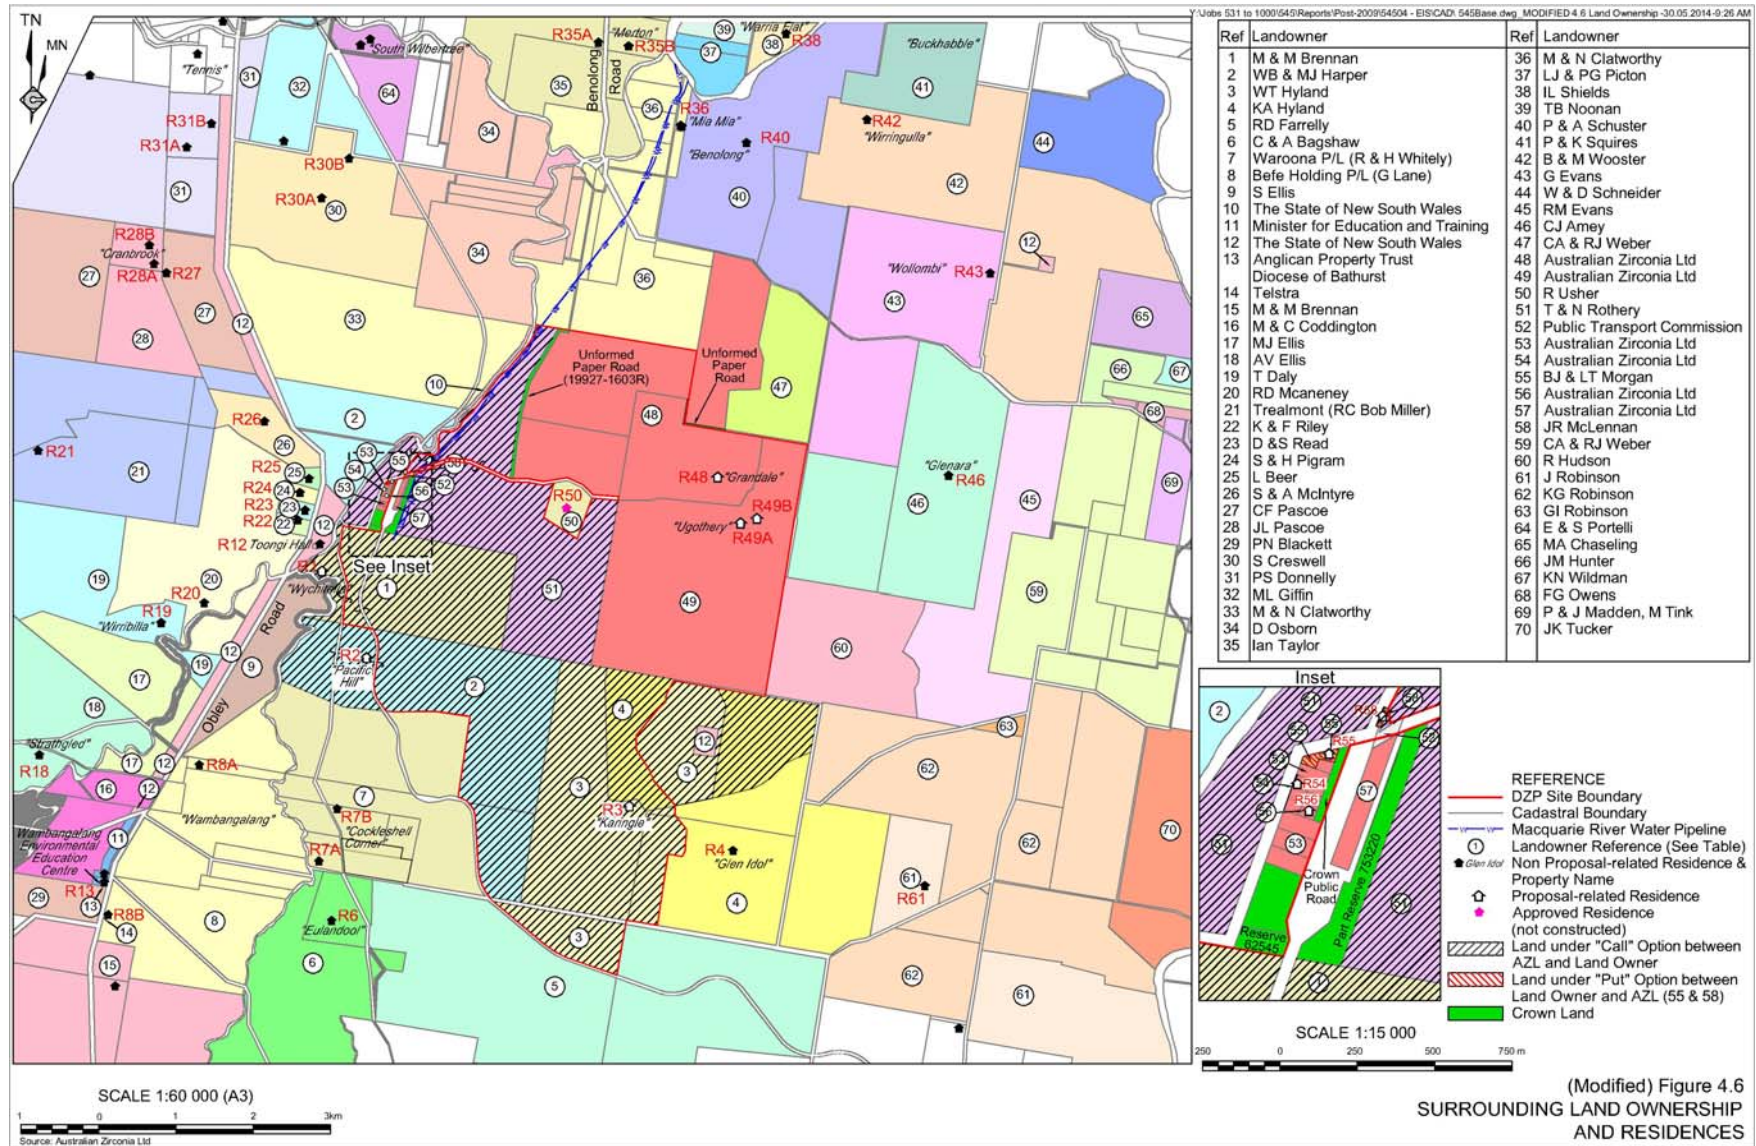 Y:\Jobs 531 to 1000\545\Reports\Post-2009\54504 - EIS\CAD\ 545Base.dwg_MODIFIED 4.6 Land Ownership -30.05.2014-9:26 AM
TN
MN
"Tennis"
"South Wilbertree"
R35A
"Merton"
R35B
Benolong
Road
"Warria Flat"
R38
"Buckhabble"
R31B
R31A
R30B
R30A
R36
"Mia Mia"
R40
"Benolong"
R42
"Wirringulla"
R28B
"Cranbrook"
R28A
R27
"Wollombi"
R43
Unformed
Paper Road
(19927-1603R)
Unformed
Paper
Road
R26
R21
R25
R24
R23
R22
R12
Toongi Hall
R50
R48
"Grandale"
R49B
"Ugothery"
R49A
"Glenara"
R46
See Inset
R20
R19
"Wirribilla"
Obley
Road
R2
"Pacific
Hill"
"Strathgled"
R18
R8A
"Wambangalang"
R7B
"Cockleshell
Corner"
R7A
R3
"Karingle"
R4
"Glen Idol"
R61
Wambangalang
Environmental
Education
Centre
R13
R8B
R6
"Eulandool"
Ref Landowner
1 M & M Brennan
2 WB & MJ Harper
3 WT Hyland
4 KA Hyland
5 RD Farrelly
6 C & A Bagshaw
7 Waroona P/L (R & H Whitely)
8 Befe Holding P/L (G Lane)
9 S Ellis
10 The State of New South Wales
11 Minister for Education and Training
12 The State of New South Wales
13 Anglican Property Trust
Diocese of Bathurst
14 Telstra
15 M & M Brennan
16 M & C Coddington
17 MJ Ellis
18 AV Ellis
19 T Daly
20 RD Mcaneney
21 Trealmont (RC Bob Miller)
22 K & F Riley
23 D &S Read
24 S & H Pigram
25 L Beer
26 S & A McIntyre
27 CF Pascoe
28 JL Pascoe
29 PN Blackett
30 S Creswell
31 PS Donnelly
32 ML Giffin
33 M & N Clatworthy
34 D Osborn
35 Ian Taylor
Ref Landowner
36 M & N Clatworthy
37 LJ & PG Picton
38 IL Shields
39 TB Noonan
40 P & A Schuster
41 P & K Squires
42 B & M Wooster
43 G Evans
44 W & D Schneider
45 RM Evans
46 CJ Amey
47 CA & RJ Weber
48 Australian Zirconia Ltd
49 Australian Zirconia Ltd
50 R Usher
51 T & N Rothery
52 Public Transport Commission
53 Australian Zirconia Ltd
54 Australian Zirconia Ltd
55 BJ & LT Morgan
56 Australian Zirconia Ltd
57 Australian Zirconia Ltd
58 JR McLennan
59 CA & RJ Weber
60 R Hudson
61 J Robinson
62 KG Robinson
63 GI Robinson
64 E & S Portelli
65 MA Chaseling
66 JM Hunter
67 KN Wildman
68 FG Owens
69 P & J Madden, M Tink
70 JK Tucker
Inset
R55
R54
R56
Crown
Public
Road
Part Reserve 753220
Reserve
62545
SCALE 1:15 000
250 0 250 500 750 m
REFERENCE
DZP Site Boundary
Cadastral Boundary
Macquarie River Water Pipeline
1 Landowner Reference (See Table)
Glen Idol Non Proposal-related Residence &
Property Name
Proposal-related Residence
Approved Residence
(not constructed)
Land under "Call" Option between
AZL and Land Owner
Land under "Put" Option between
Land Owner and AZL (55 & 58)
Crown Land
SCALE 1:60 000 (A3)
1 0 1 2 3km
Source: Australian Zirconia Ltd
(Modified) Figure 4.6
SURROUNDING LAND OWNERSHIP
AND RESIDENCES